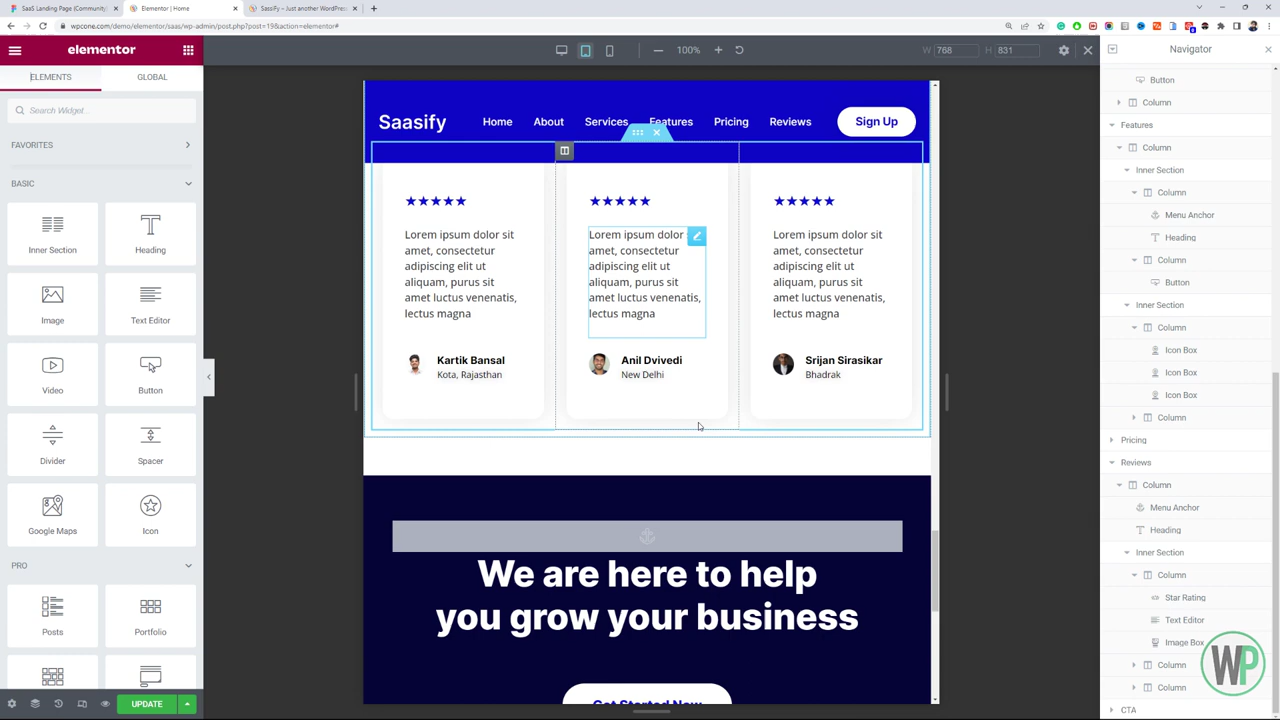 SaaS Landing Page (Community)
Elementor | Home
Sassify – Just another WordPress
wpcone.com/demo/elementor/saas/wp-admin/post.php?post=19&action=elementor#
elementor
100%
W 768 H 831
Navigator
ELEMENTS
GLOBAL
Search Widget...
FAVORITES
BASIC
Inner Section
Heading
Image
Text Editor
Video
Button
Divider
Spacer
Google Maps
Icon
PRO
Posts
Portfolio
UPDATE
Saasify
Home
About
Services
Features
Pricing
Reviews
Sign Up
★★★★★
Lorem ipsum dolor sit
amet, consectetur
adipiscing elit ut
aliquam, purus sit
amet luctus venenatis,
lectus magna
Kartik Bansal
Kota, Rajasthan
★★★★★
Lorem ipsum dolor
amet, consectetur
adipiscing elit ut
aliquam, purus sit
amet luctus venenatis,
lectus magna
Anil Dvivedi
New Delhi
★★★★★
Lorem ipsum dolor sit
amet, consectetur
adipiscing elit ut
aliquam, purus sit
amet luctus venenatis,
lectus magna
Srijan Sirasikar
Bhadrak
We are here to help
you grow your business
Get Started Now
Button
Column
Features
Column
Inner Section
Column
Menu Anchor
Heading
Column
Button
Inner Section
Column
Icon Box
Icon Box
Icon Box
Column
Pricing
Reviews
Column
Menu Anchor
Heading
Inner Section
Column
Star Rating
Text Editor
Image Box
Column
Column
CTA
WP